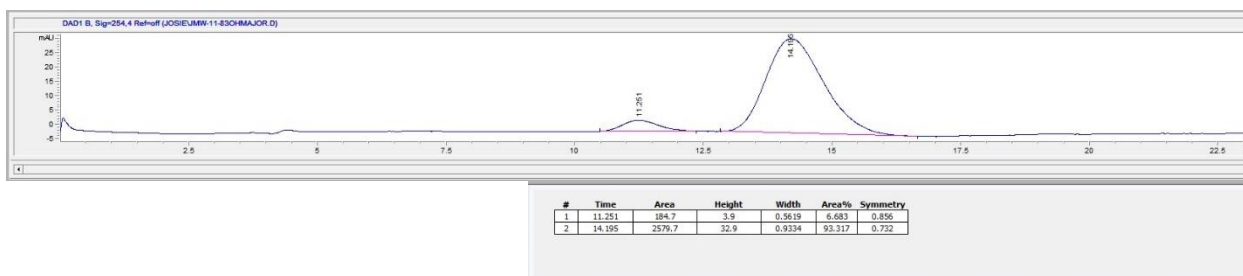 DAD1 B, Sig=254,4 Ref=off (JOSIE\JMW-11-83OHMAJOR.D)
mAU
25
20
15
10
5
0
-5
11.251
14.195
2.5 5 7.5 10 12.5 15 17.5 20 22.5
# Time Area Height Width Area% Symmetry
1 11.251 184.7 3.9 0.5619 6.683 0.856
2 14.195 2579.7 32.9 0.9334 93.317 0.732